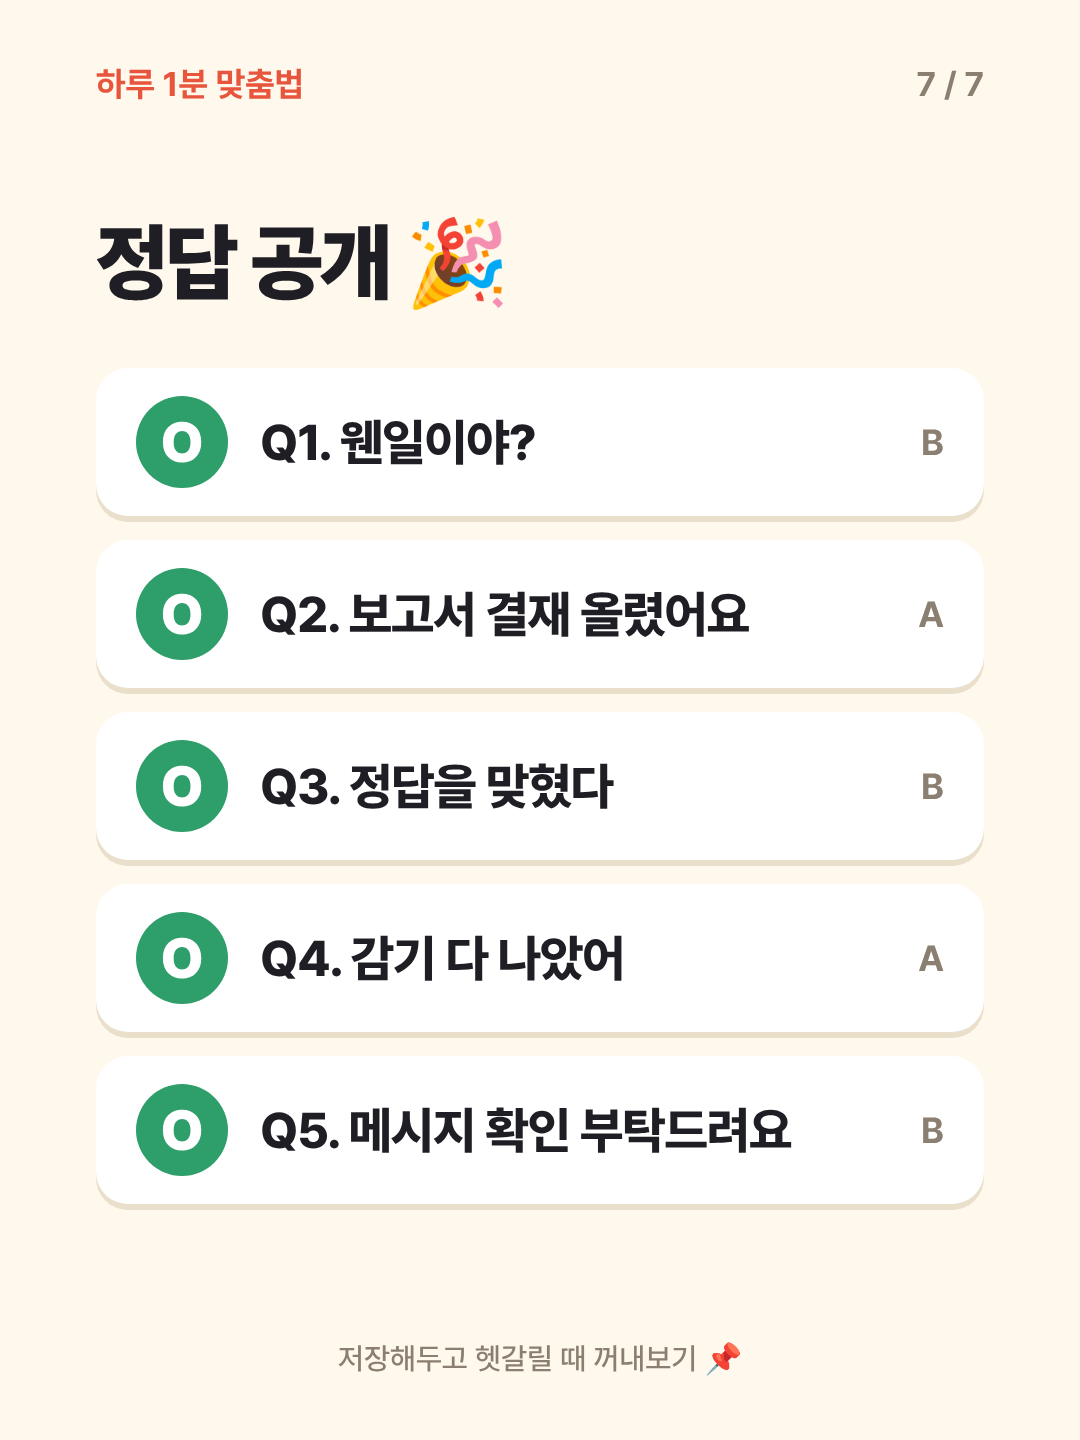 하루 1분 맞춤법
7 / 7
정답 공개 🎉
O Q1. 웬일이야? B
O Q2. 보고서 결재 올렸어요 A
O Q3. 정답을 맞혔다 B
O Q4. 감기 다 나았어 A
O Q5. 메시지 확인 부탁드려요 B
저장해두고 헷갈릴 때 꺼내보기 📌